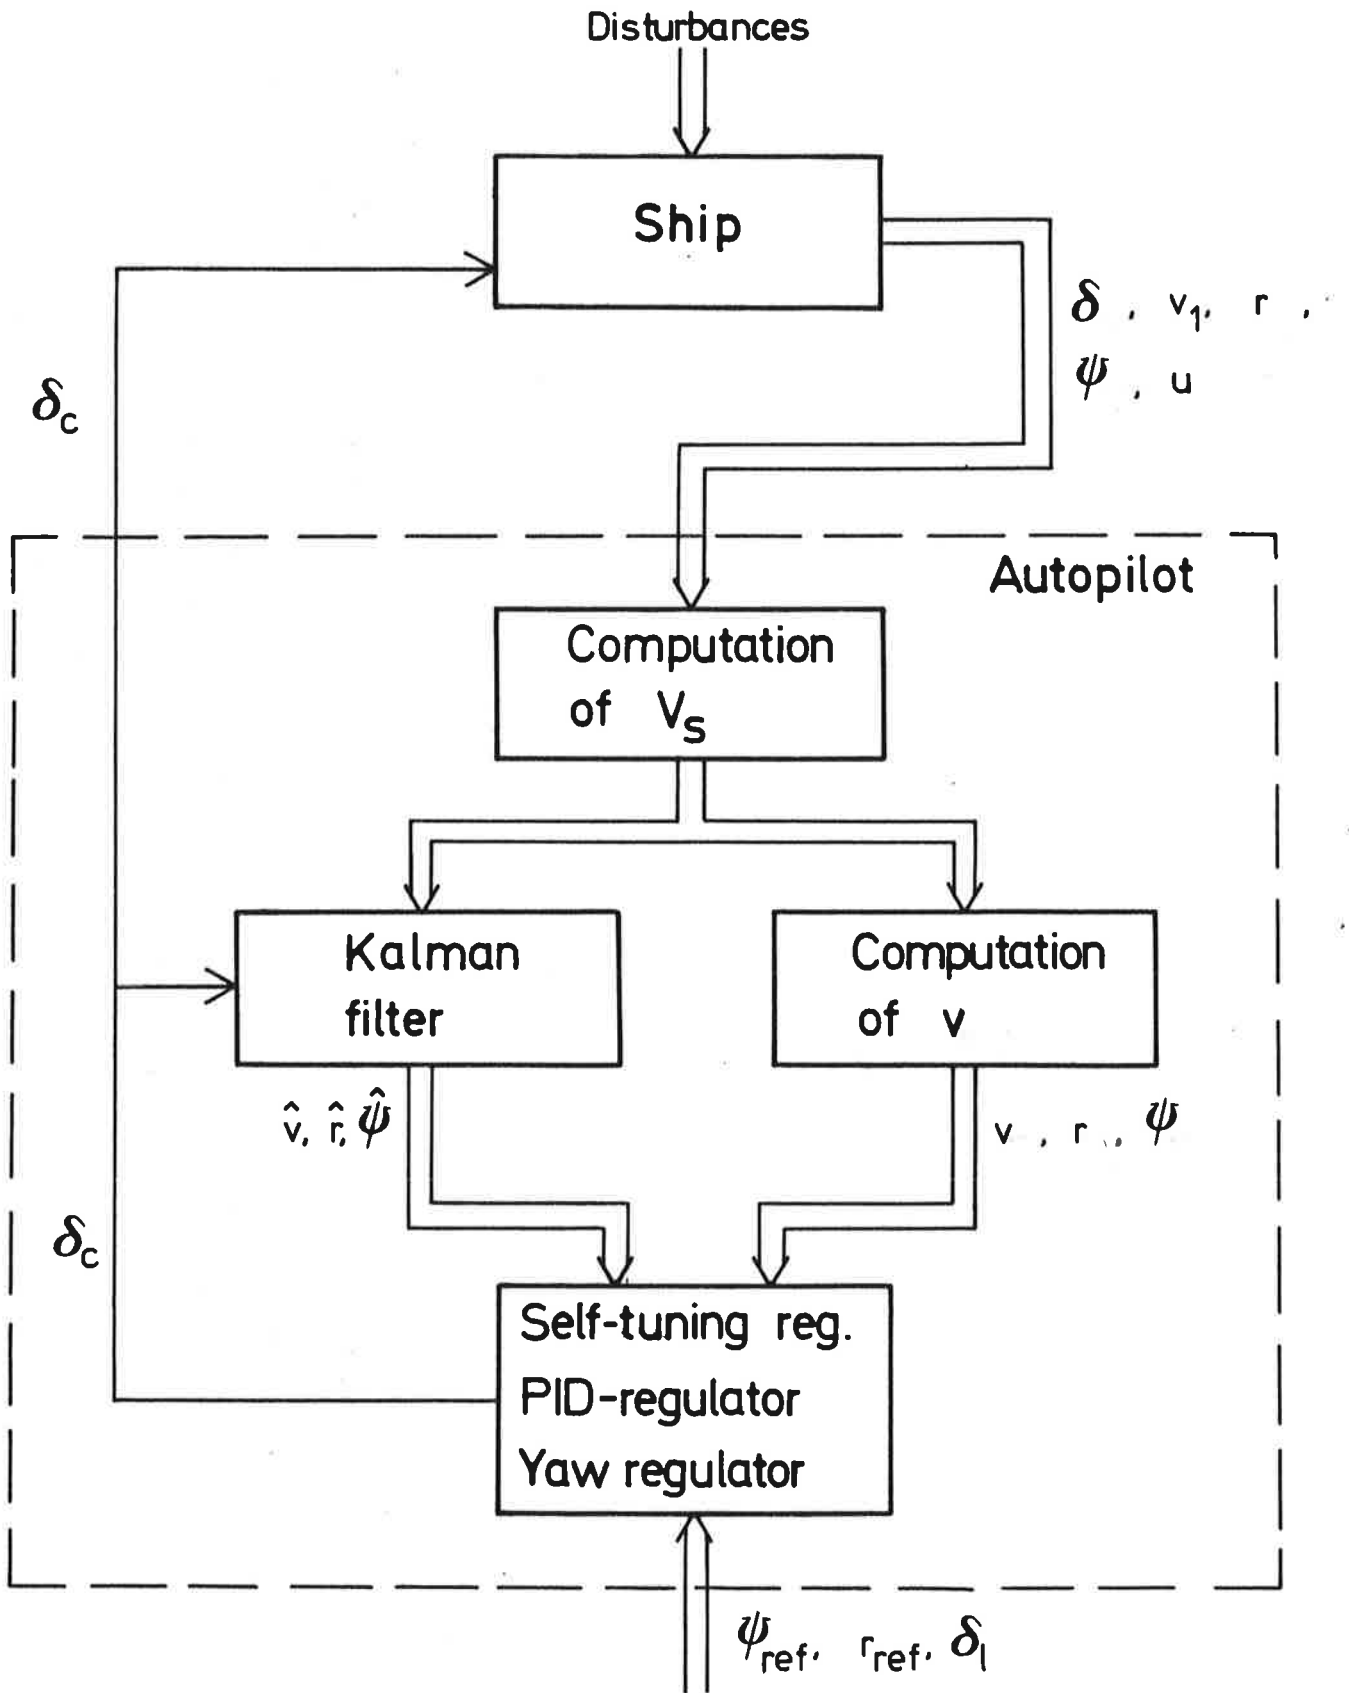 Disturbances
Ship
δ , v₁, r ,
ψ , u
δc
Autopilot
Computation
of Vs
Kalman
filter
Computation
of v
v̂, r̂, ψ̂
v , r , ψ
δc
Self-tuning reg.
PID-regulator
Yaw regulator
ψref, rref, δl